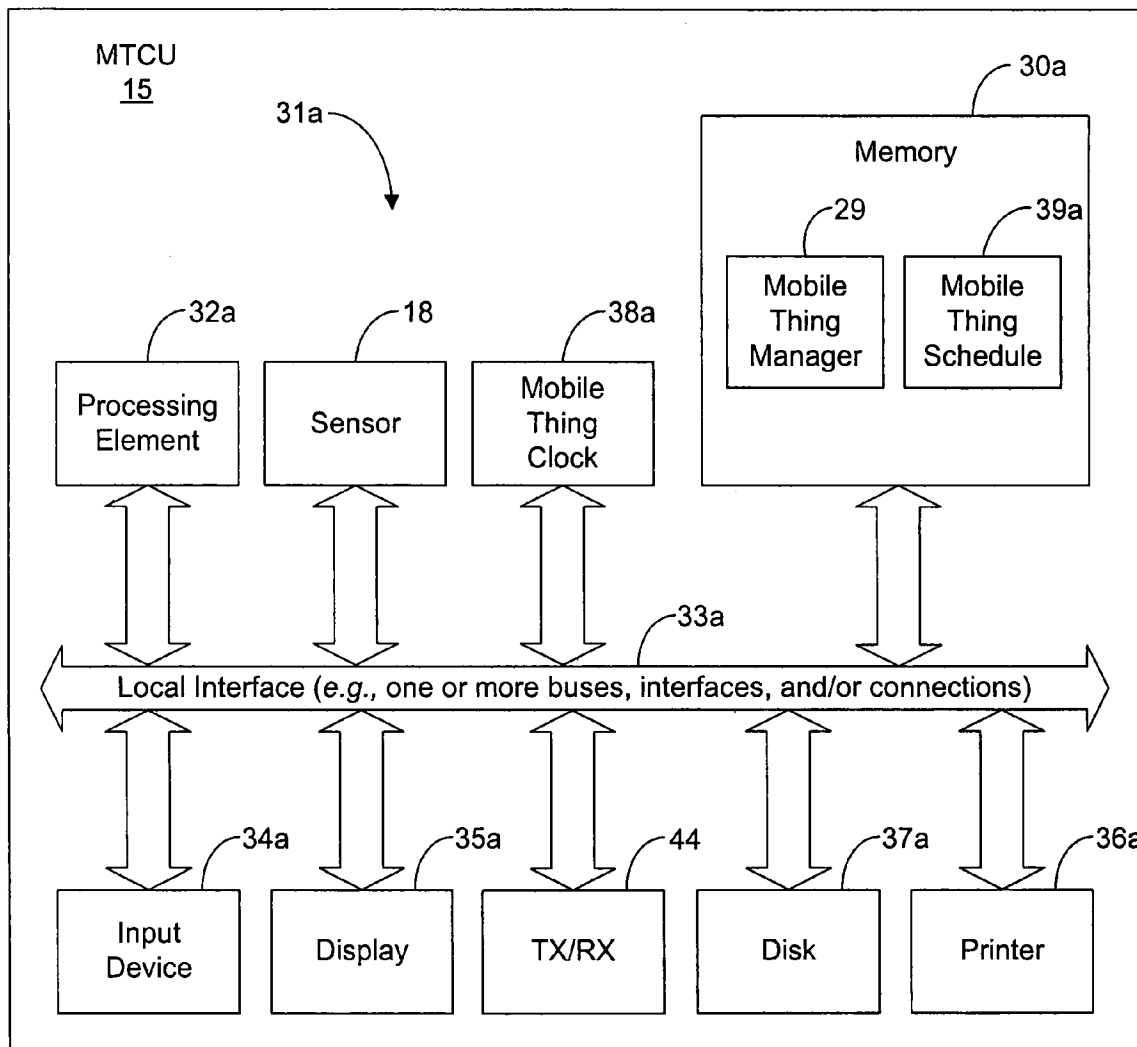 MTCU
15
31a
30a
Memory
29
39a
Mobile
Thing
Manager
Mobile
Thing
Schedule
32a
18
38a
Processing
Element
Sensor
Mobile
Thing
Clock
33a
Local Interface (e.g., one or more buses, interfaces, and/or connections)
34a
35a
44
37a
36a
Input
Device
Display
TX/RX
Disk
Printer